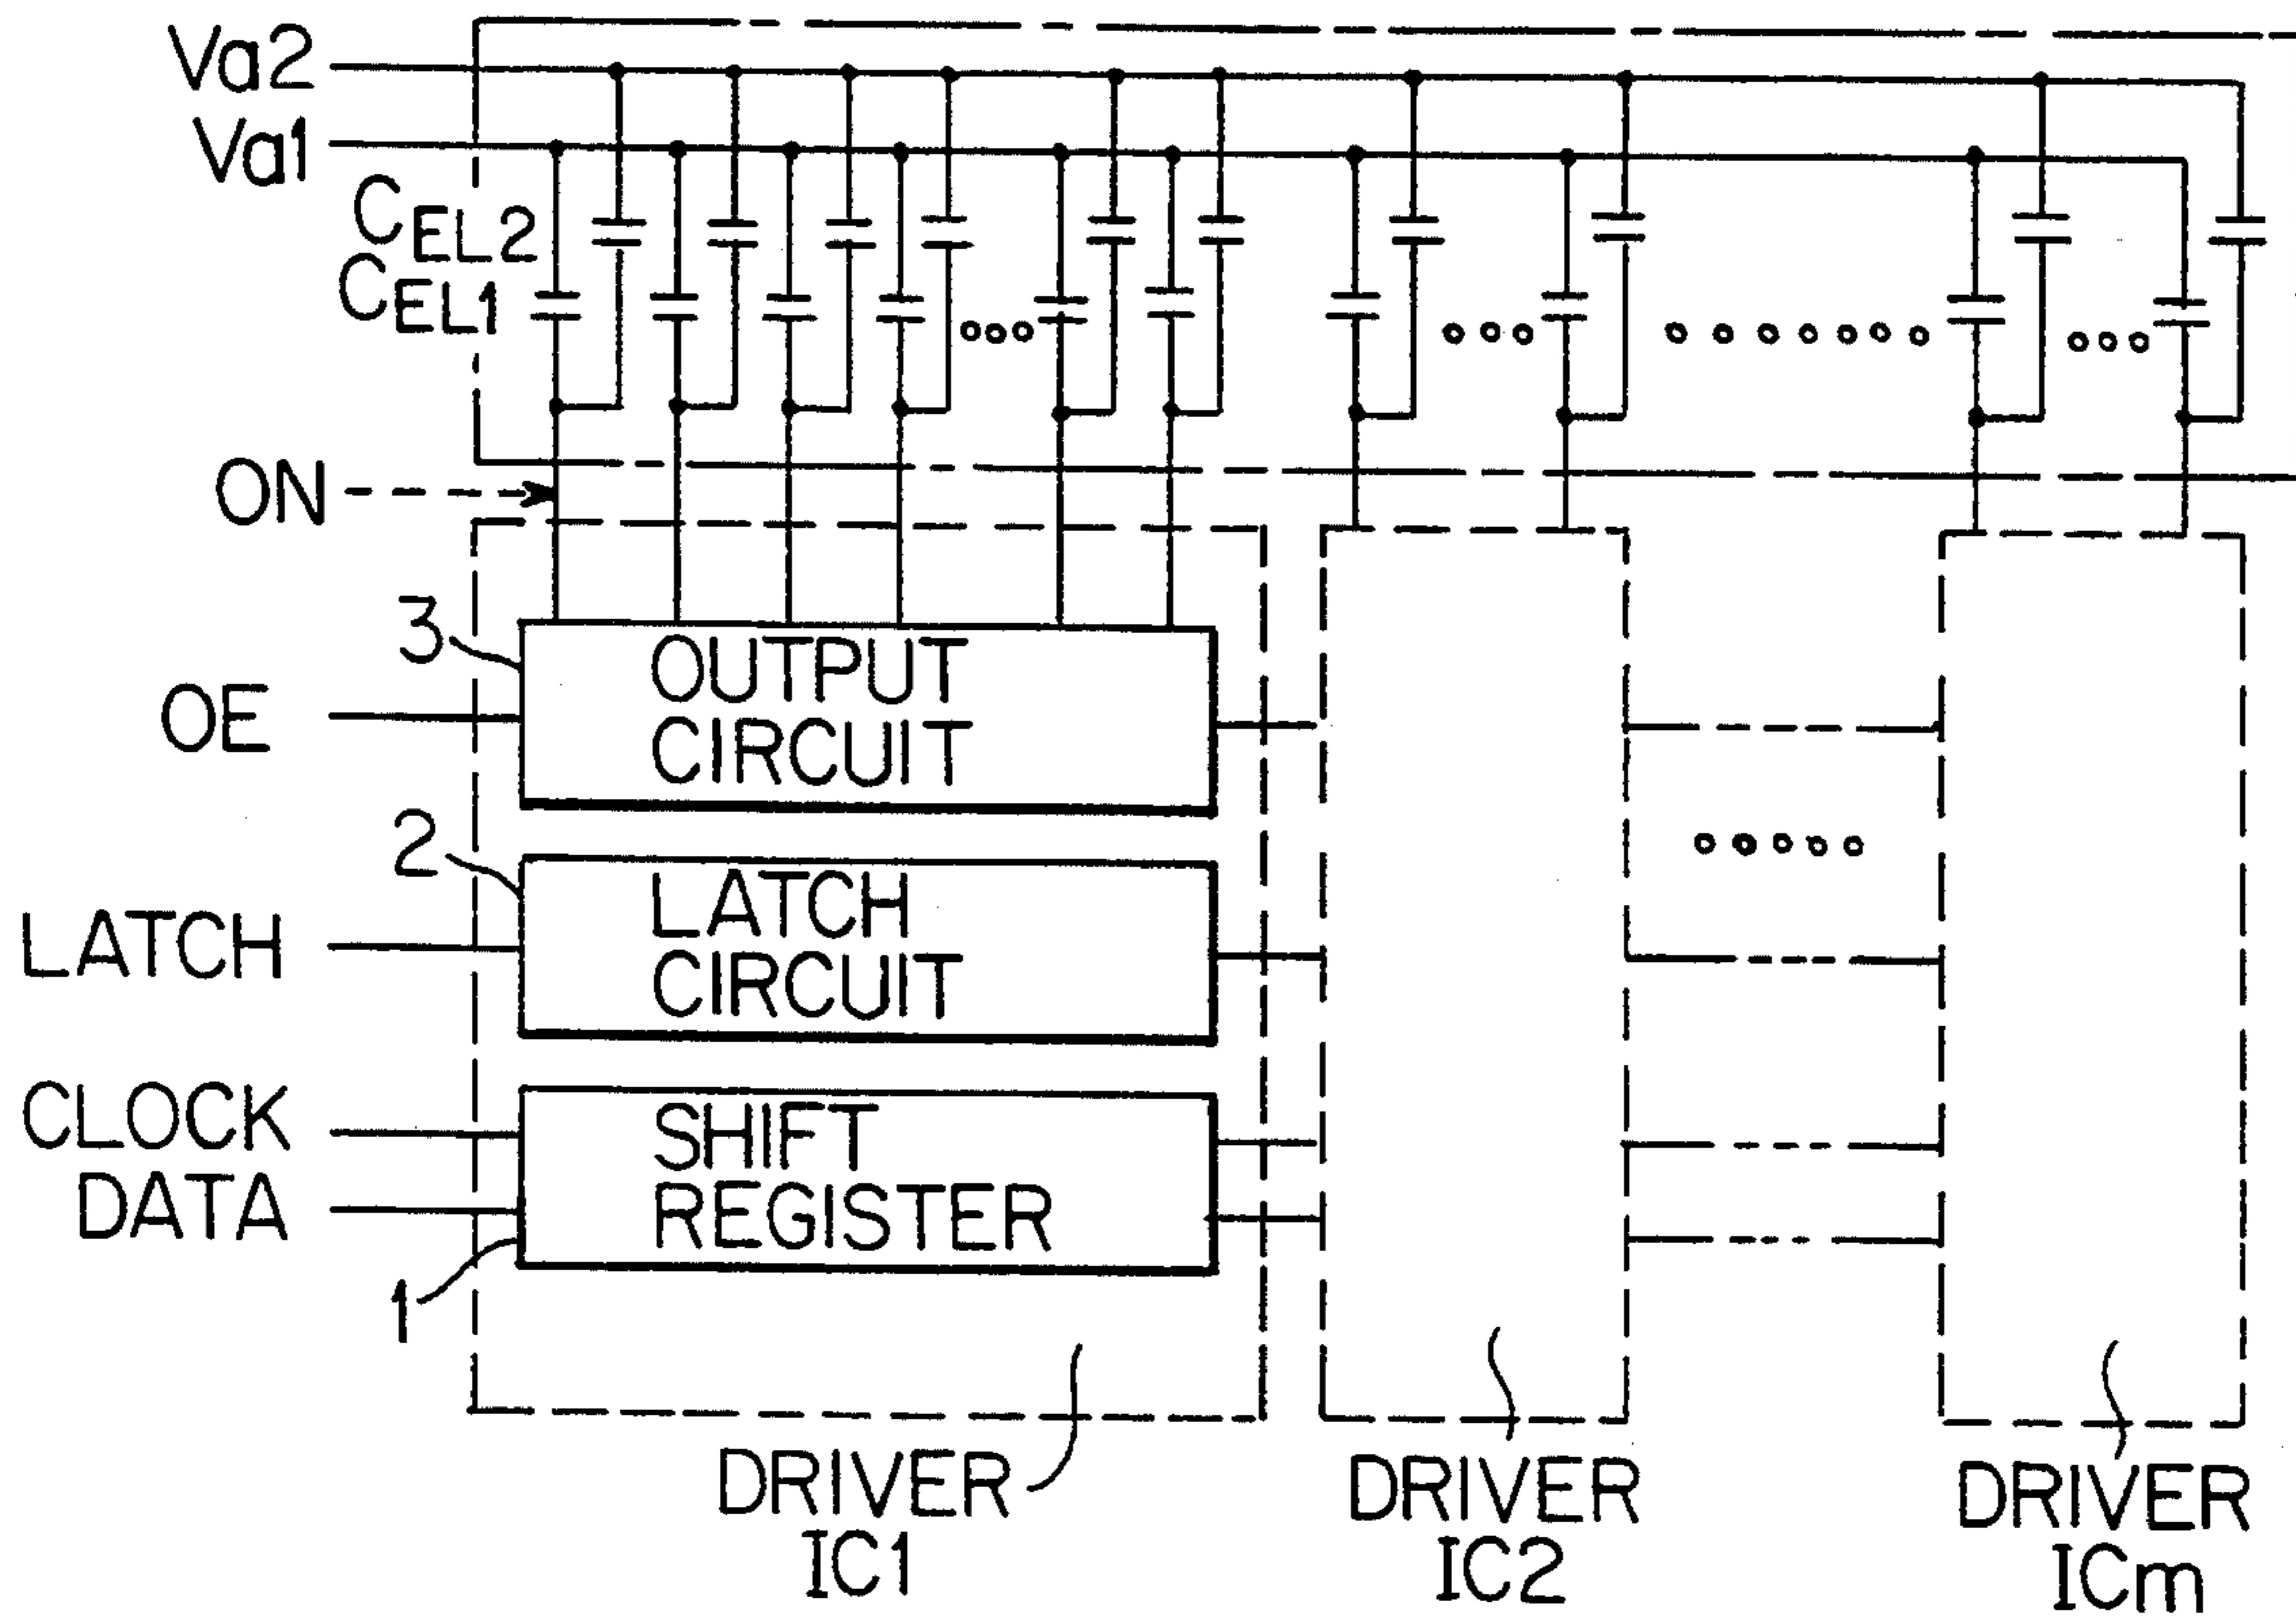 Va2
Va1
CEL2
CEL1
ON
3
OUTPUT
CIRCUIT
OE
2
LATCH
CIRCUIT
LATCH
CLOCK
DATA
SHIFT
REGISTER
1
DRIVER
IC1
DRIVER
IC2
DRIVER
ICm